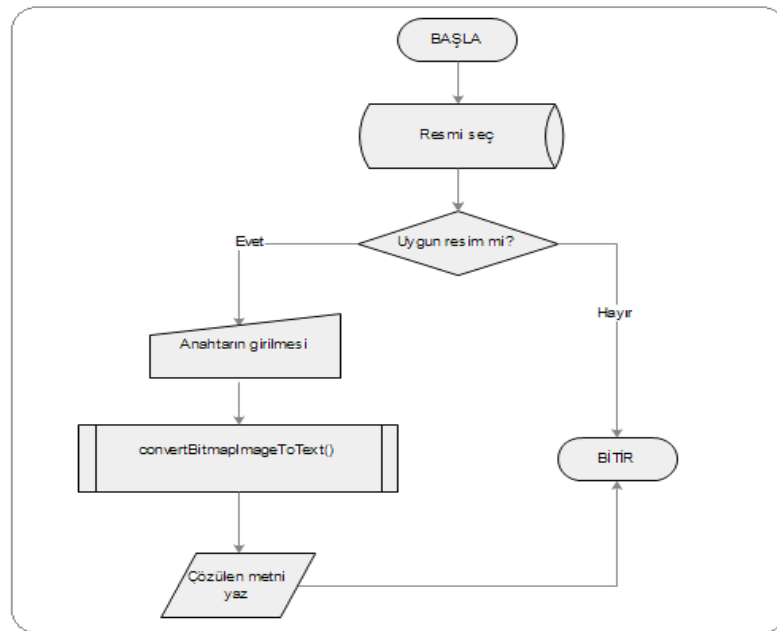 BAŞLA
Resmi seç
Uygun resim mi?
Evet
Hayır
Anahtarın girilmesi
convertBitmapImageToText()
BİTİR
Çözülen metni
yaz